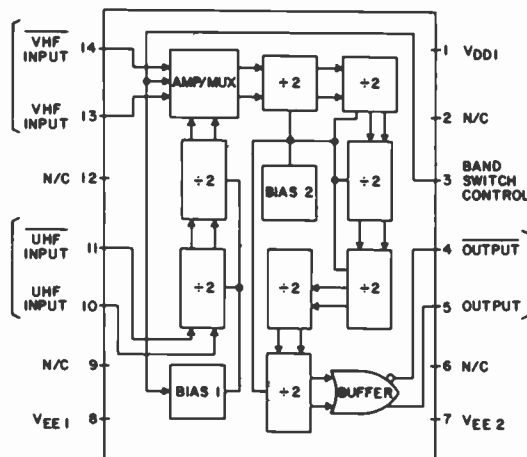 VHF
INPUT 14
VHF
INPUT 13
N/C 12
UHF
INPUT 11
UHF
INPUT 10
N/C 9
VEE 1 8
AMP/MUX
÷2
÷2
÷2
BIAS 2
÷2
÷2
÷2
÷2
÷2
BIAS 1
BUFFER
1 VDD1
2 N/C
3 BAND
SWITCH
CONTROL
4 OUTPUT
5 OUTPUT
6 N/C
7 VEE 2